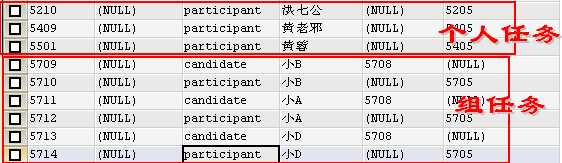 5210 (NULL) participant 洪七公 (NULL) 5205
5409 (NULL) participant 黄老邪 (NULL) 5405
5501 (NULL) participant 黄蓉 (NULL) 5405
个人任务
5709 (NULL) candidate 小B 5708 (NULL)
5710 (NULL) participant 小B (NULL) 5705
5711 (NULL) candidate 小A 5708 (NULL)
5712 (NULL) participant 小A (NULL) 5705
5713 (NULL) candidate 小D 5708 (NULL)
5714 (NULL) participant 小D (NULL) 5705
组任务